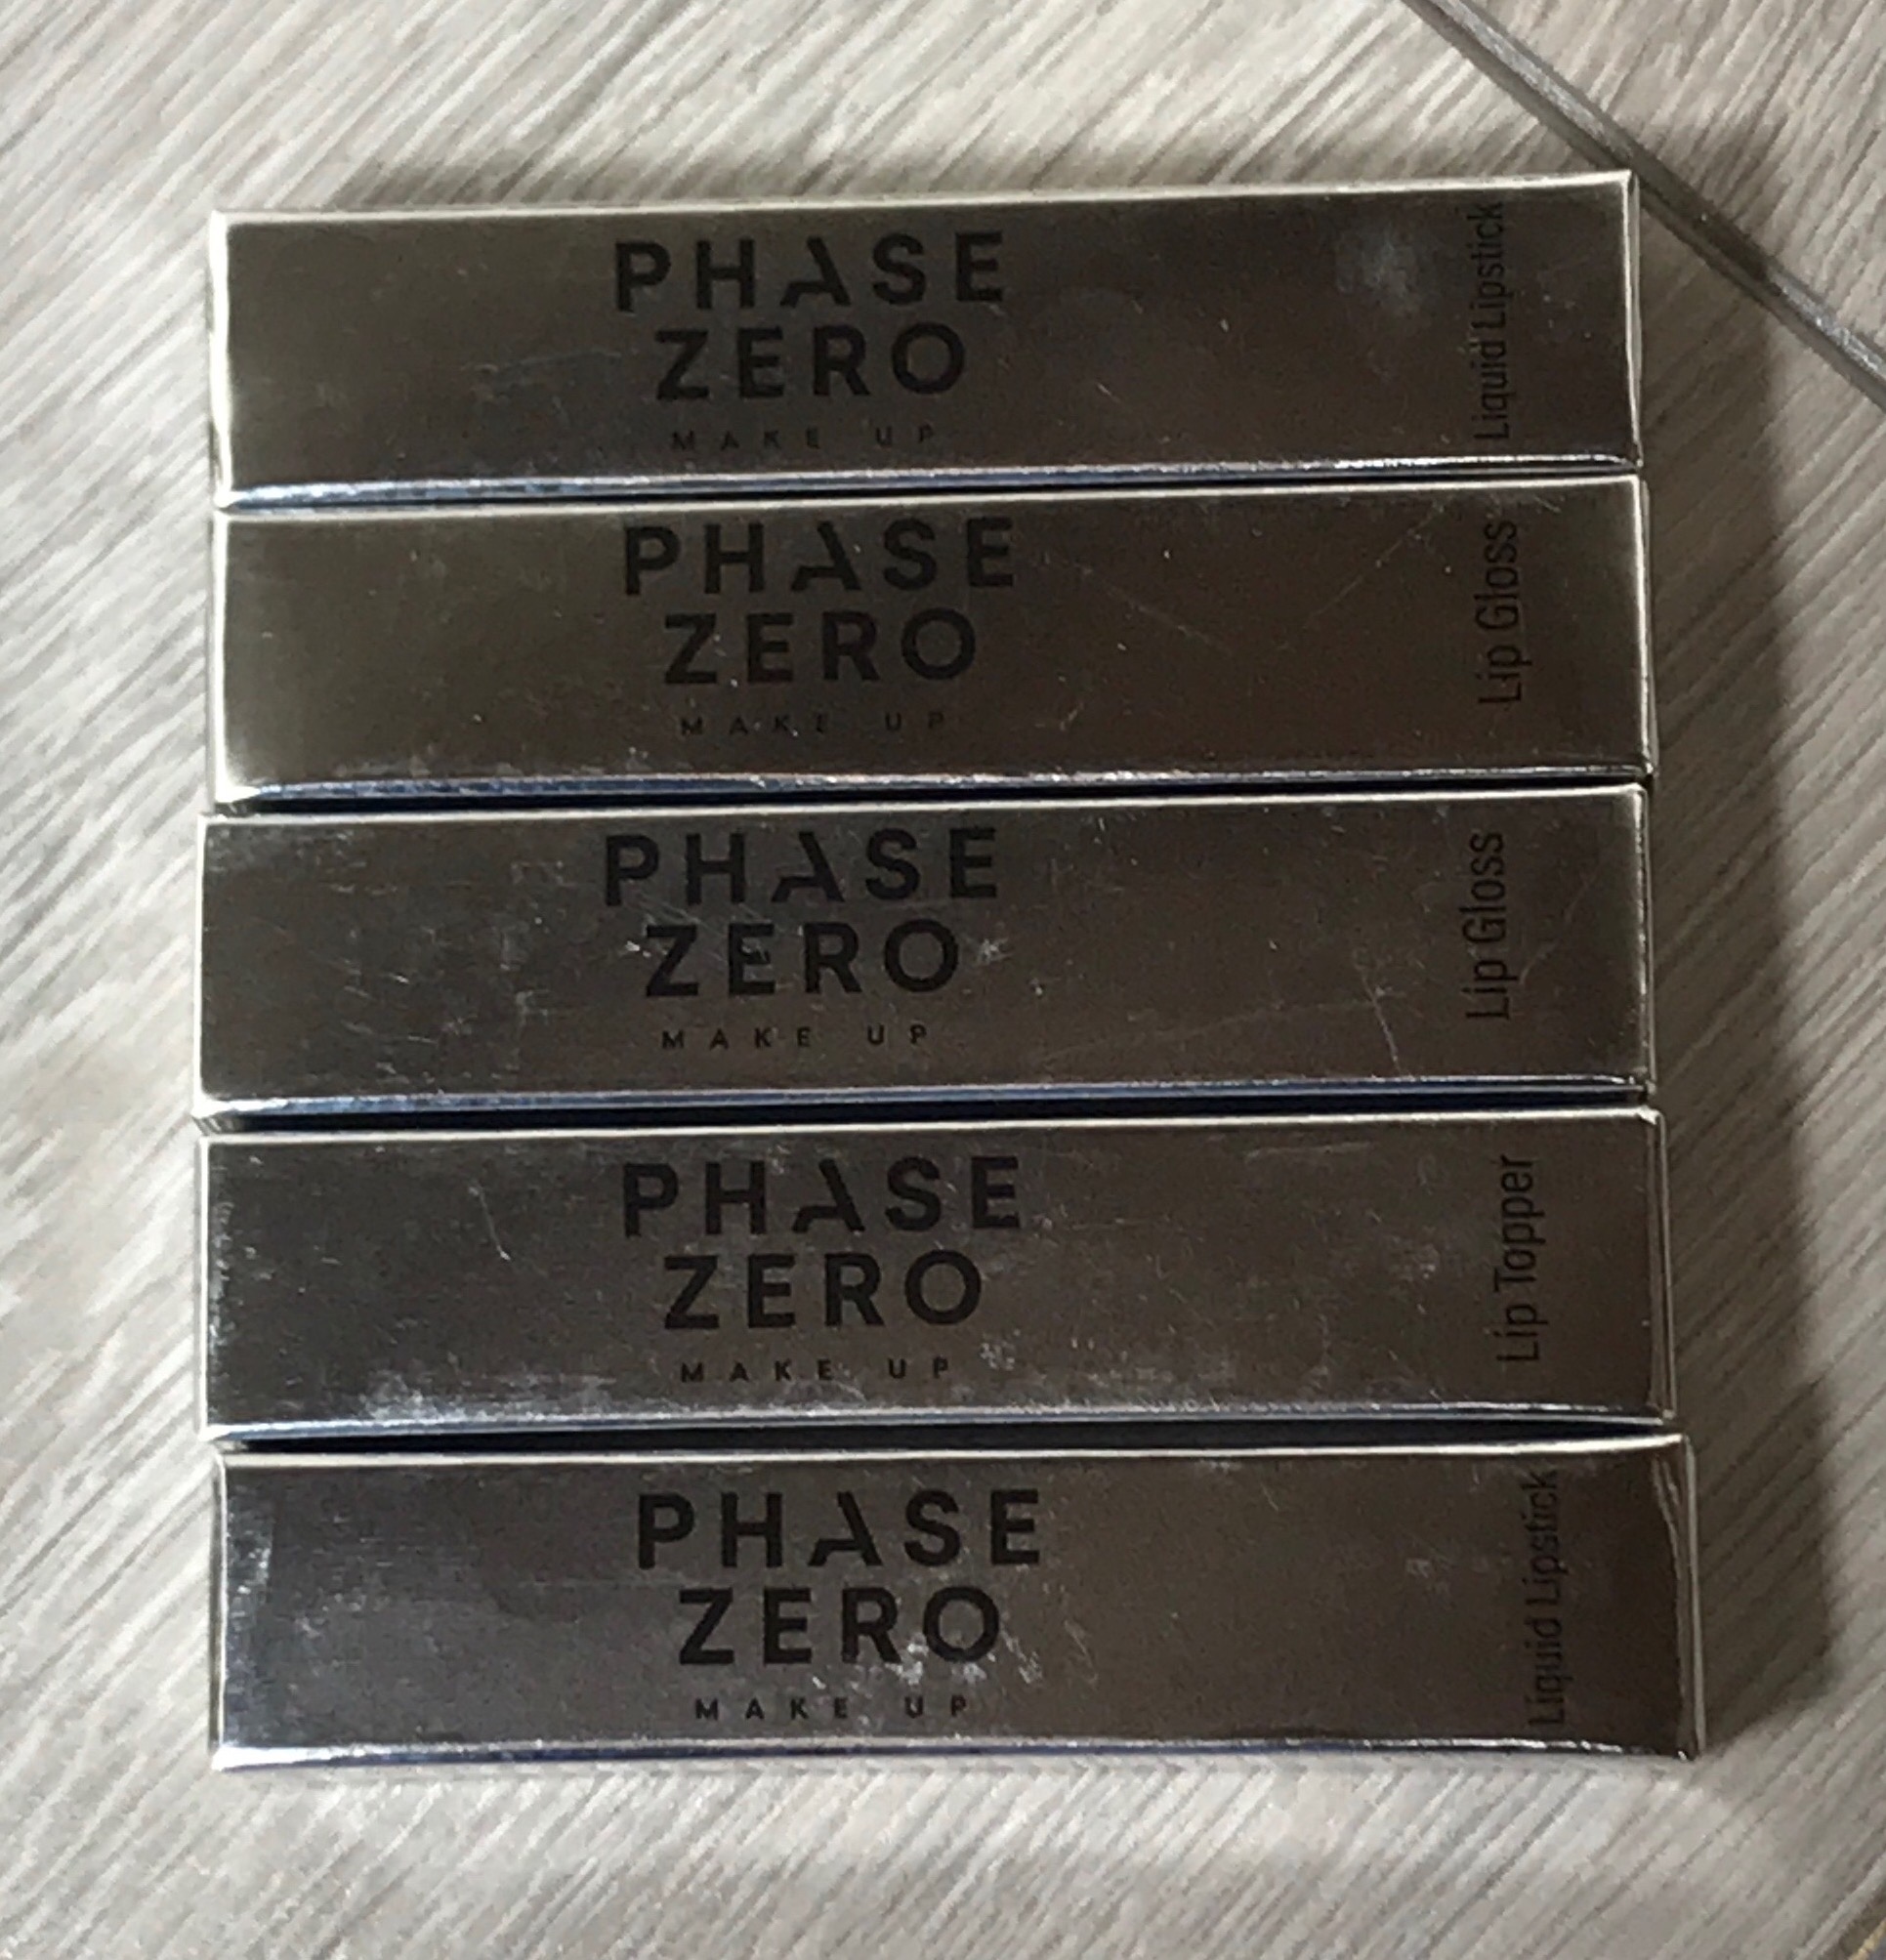 PHASE
ZERO
MAKE UP
Liquid Lipstick
PHASE
ZERO
MAKE UP
Lip Gloss
PHASE
ZERO
MAKE UP
Lip Gloss
PHASE
ZERO
MAKE UP
Lip Topper
PHASE
ZERO
MAKE UP
Liquid Lipstick